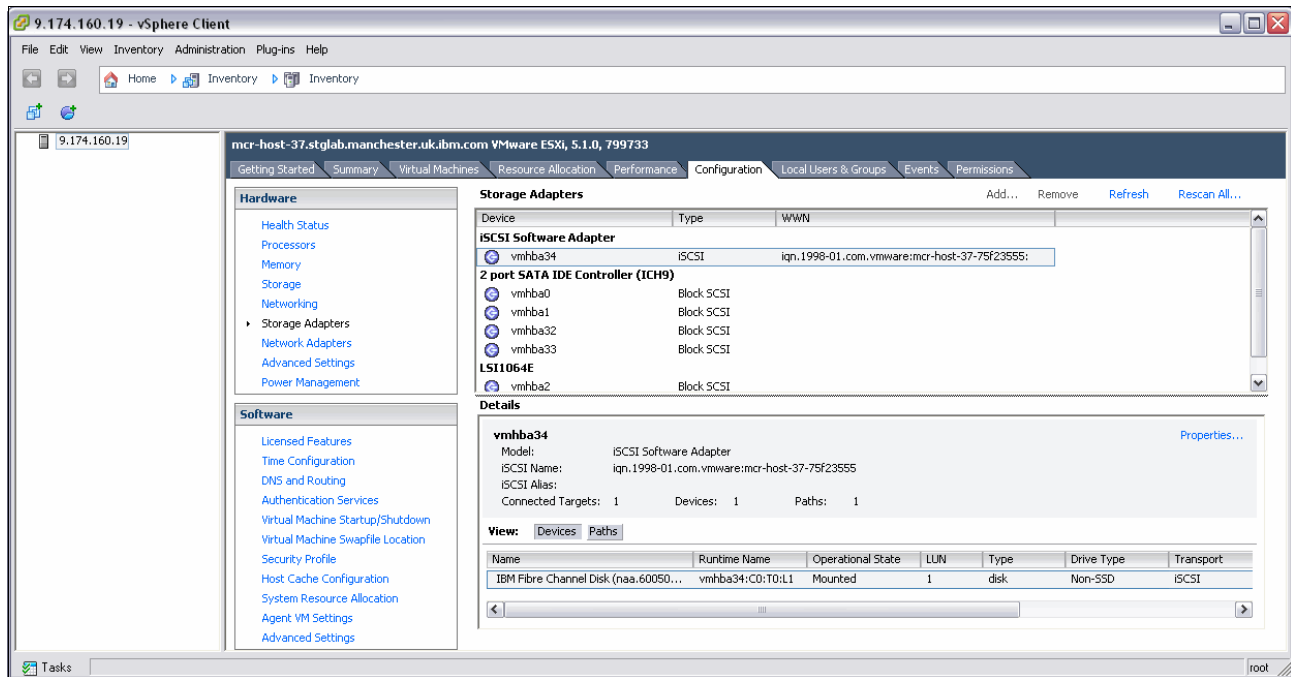 9.174.160.19 - vSphere Client
File Edit View Inventory Administration Plug-ins Help
Home Inventory Inventory
9.174.160.19
mcr-host-37.stglab.manchester.uk.ibm.com VMware ESXi, 5.1.0, 799733
Getting Started Summary Virtual Machines Resource Allocation Performance Configuration Local Users & Groups Events Permissions
Hardware
Health Status
Processors
Memory
Storage
Networking
Storage Adapters
Network Adapters
Advanced Settings
Power Management
Software
Licensed Features
Time Configuration
DNS and Routing
Authentication Services
Virtual Machine Startup/Shutdown
Virtual Machine Swapfile Location
Security Profile
Host Cache Configuration
System Resource Allocation
Agent VM Settings
Advanced Settings
Storage Adapters Add... Remove Refresh Rescan All...
Device Type WWN
iSCSI Software Adapter
vmhba34 iSCSI iqn.1998-01.com.vmware:mcr-host-37-75f23555:
2 port SATA IDE Controller (ICH9)
vmhba0 Block SCSI
vmhba1 Block SCSI
vmhba32 Block SCSI
vmhba33 Block SCSI
LSI1064E
vmhba2 Block SCSI
Details
vmhba34 Properties...
Model: iSCSI Software Adapter
iSCSI Name: iqn.1998-01.com.vmware:mcr-host-37-75f23555
iSCSI Alias:
Connected Targets: 1 Devices: 1 Paths: 1
View: Devices Paths
Name Runtime Name Operational State LUN Type Drive Type Transport
IBM Fibre Channel Disk (naa.60050... vmhba34:C0:T0:L1 Mounted 1 disk Non-SSD iSCSI
Tasks root